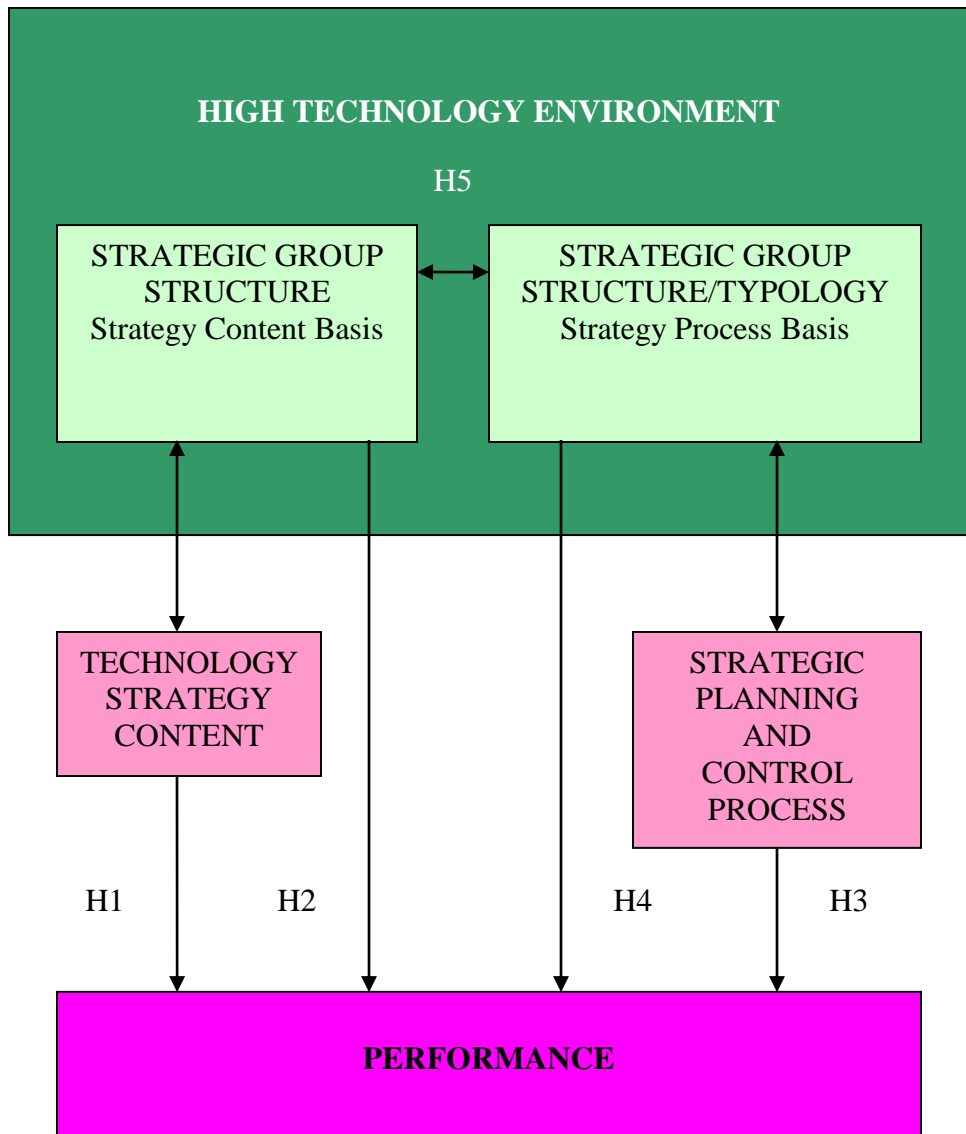 HIGH TECHNOLOGY ENVIRONMENT
H5
STRATEGIC GROUP
STRUCTURE
Strategy Content Basis
STRATEGIC GROUP
STRUCTURE/TYPOLOGY
Strategy Process Basis
TECHNOLOGY
STRATEGY
CONTENT
STRATEGIC
PLANNING
AND
CONTROL
PROCESS
H1
H2
H4
H3
PERFORMANCE